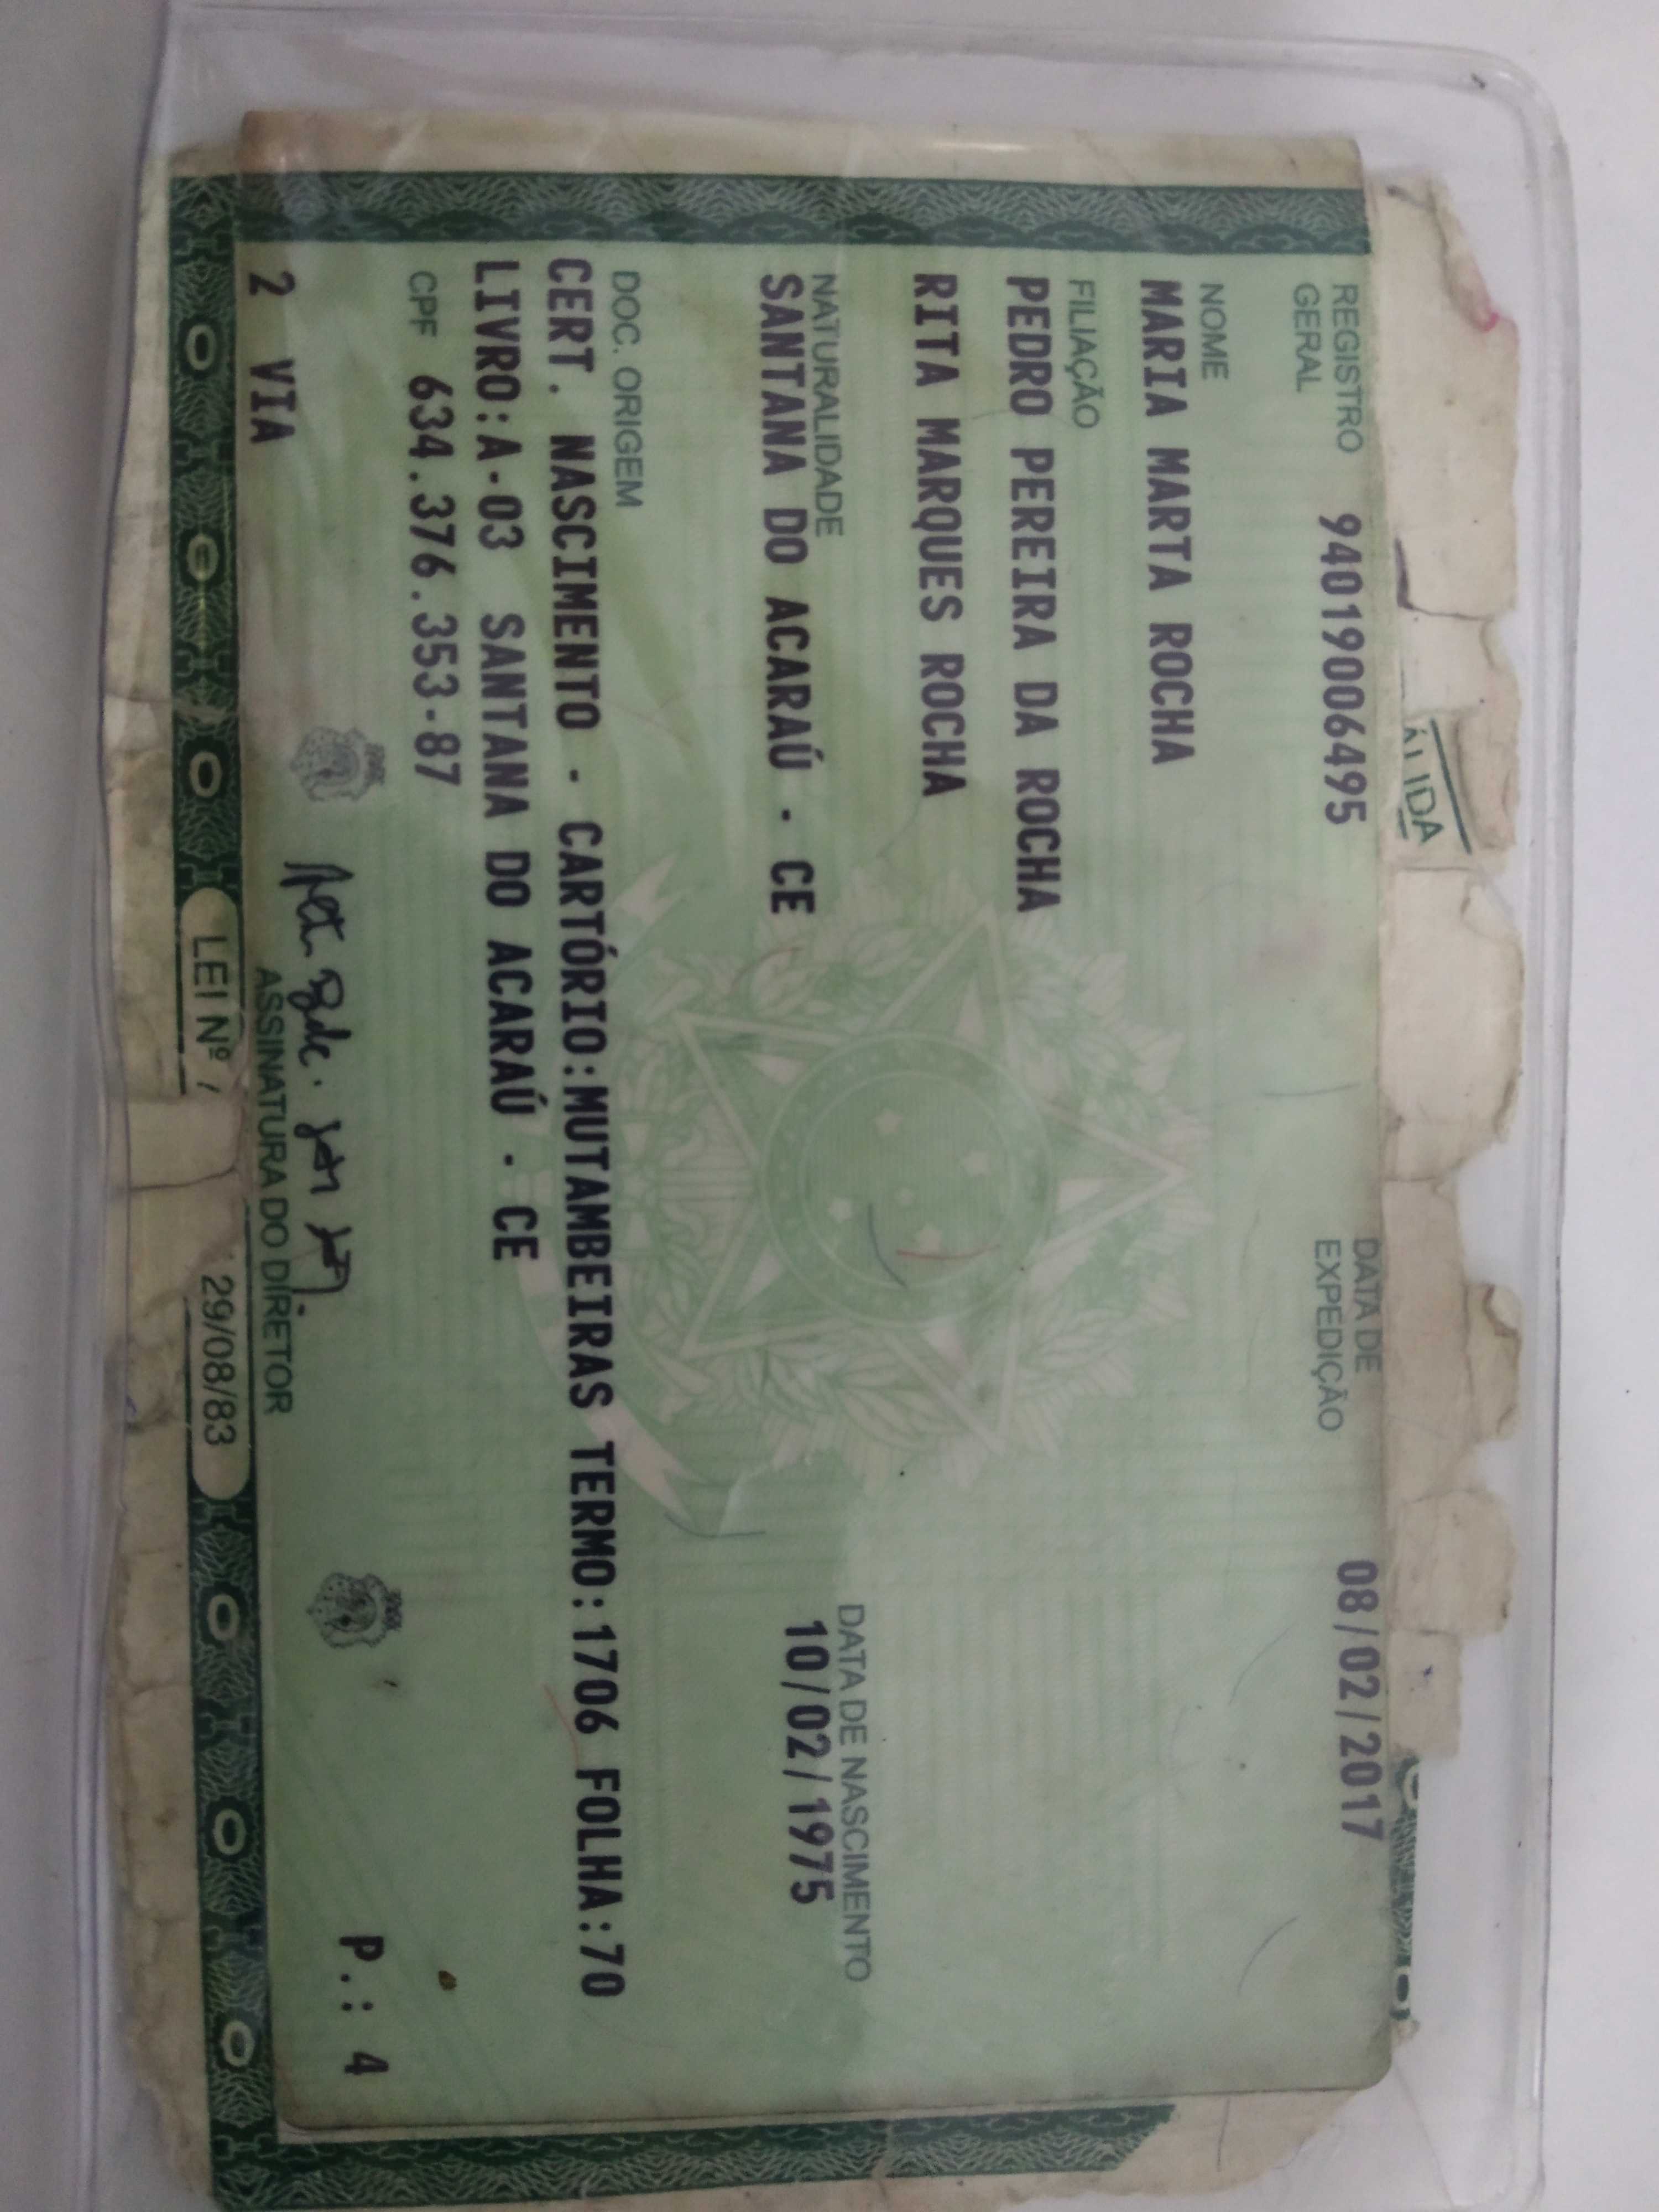 ÁLIDA
REGISTRO GERAL 94019006495 DATA DE EXPEDIÇÃO 08/02/2017
NOME
MARIA MARTA ROCHA
FILIAÇÃO
PEDRO PEREIRA DA ROCHA
RITA MARQUES ROCHA
NATURALIDADE DATA DE NASCIMENTO
SANTANA DO ACARAÚ - CE 10/02/1975
DOC. ORIGEM
CERT. NASCIMENTO - CARTÓRIO:MUTAMBEIRAS TERMO:1706 FOLHA:70
LIVRO:A-03 SANTANA DO ACARAÚ - CE
CPF 634.376.353-87
P.: 4
2 VIA
ASSINATURA DO DIRETOR
LEI Nº 29/08/83